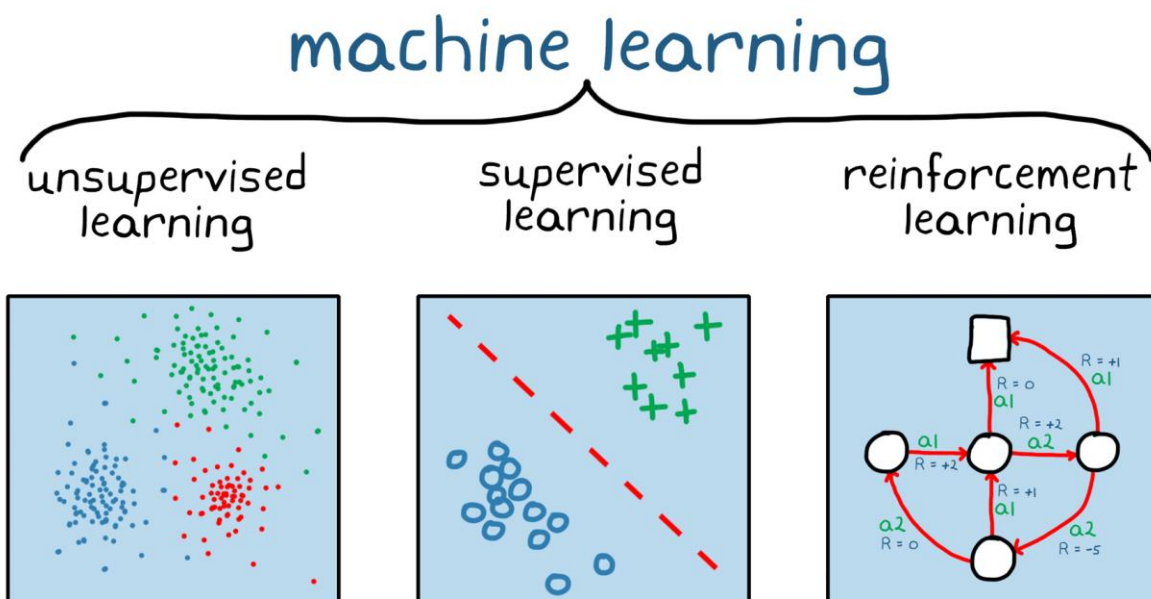 machine learning
unsupervised
learning
supervised
learning
reinforcement
learning
R = +1
a1
R = 0
a1
R = +2
a1
a2
R = +2
R = +1
a1
a2
R = 0
a2
R = -5